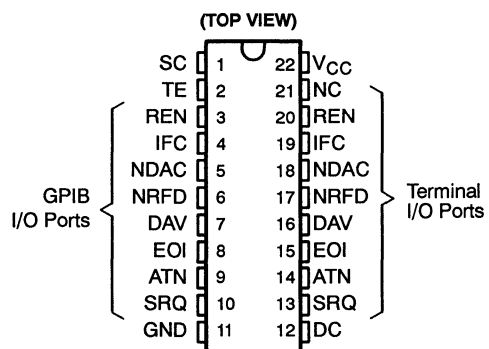 (TOP VIEW)
SC 1 22 VCC
TE 2 21 NC
REN 3 20 REN
IFC 4 19 IFC
NDAC 5 18 NDAC
GPIB I/O Ports
NRFD 6 17 NRFD
Terminal I/O Ports
DAV 7 16 DAV
EOI 8 15 EOI
ATN 9 14 ATN
SRQ 10 13 SRQ
GND 11 12 DC